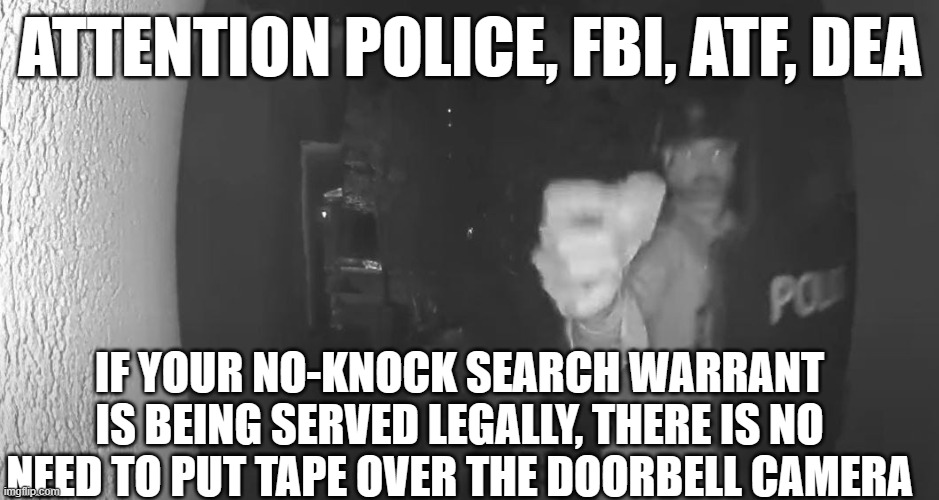 ATTENTION POLICE, FBI, ATF, DEA
POLI
IF YOUR NO-KNOCK SEARCH WARRANT
IS BEING SERVED LEGALLY, THERE IS NO
NEED TO PUT TAPE OVER THE DOORBELL CAMERA
imgflip.com